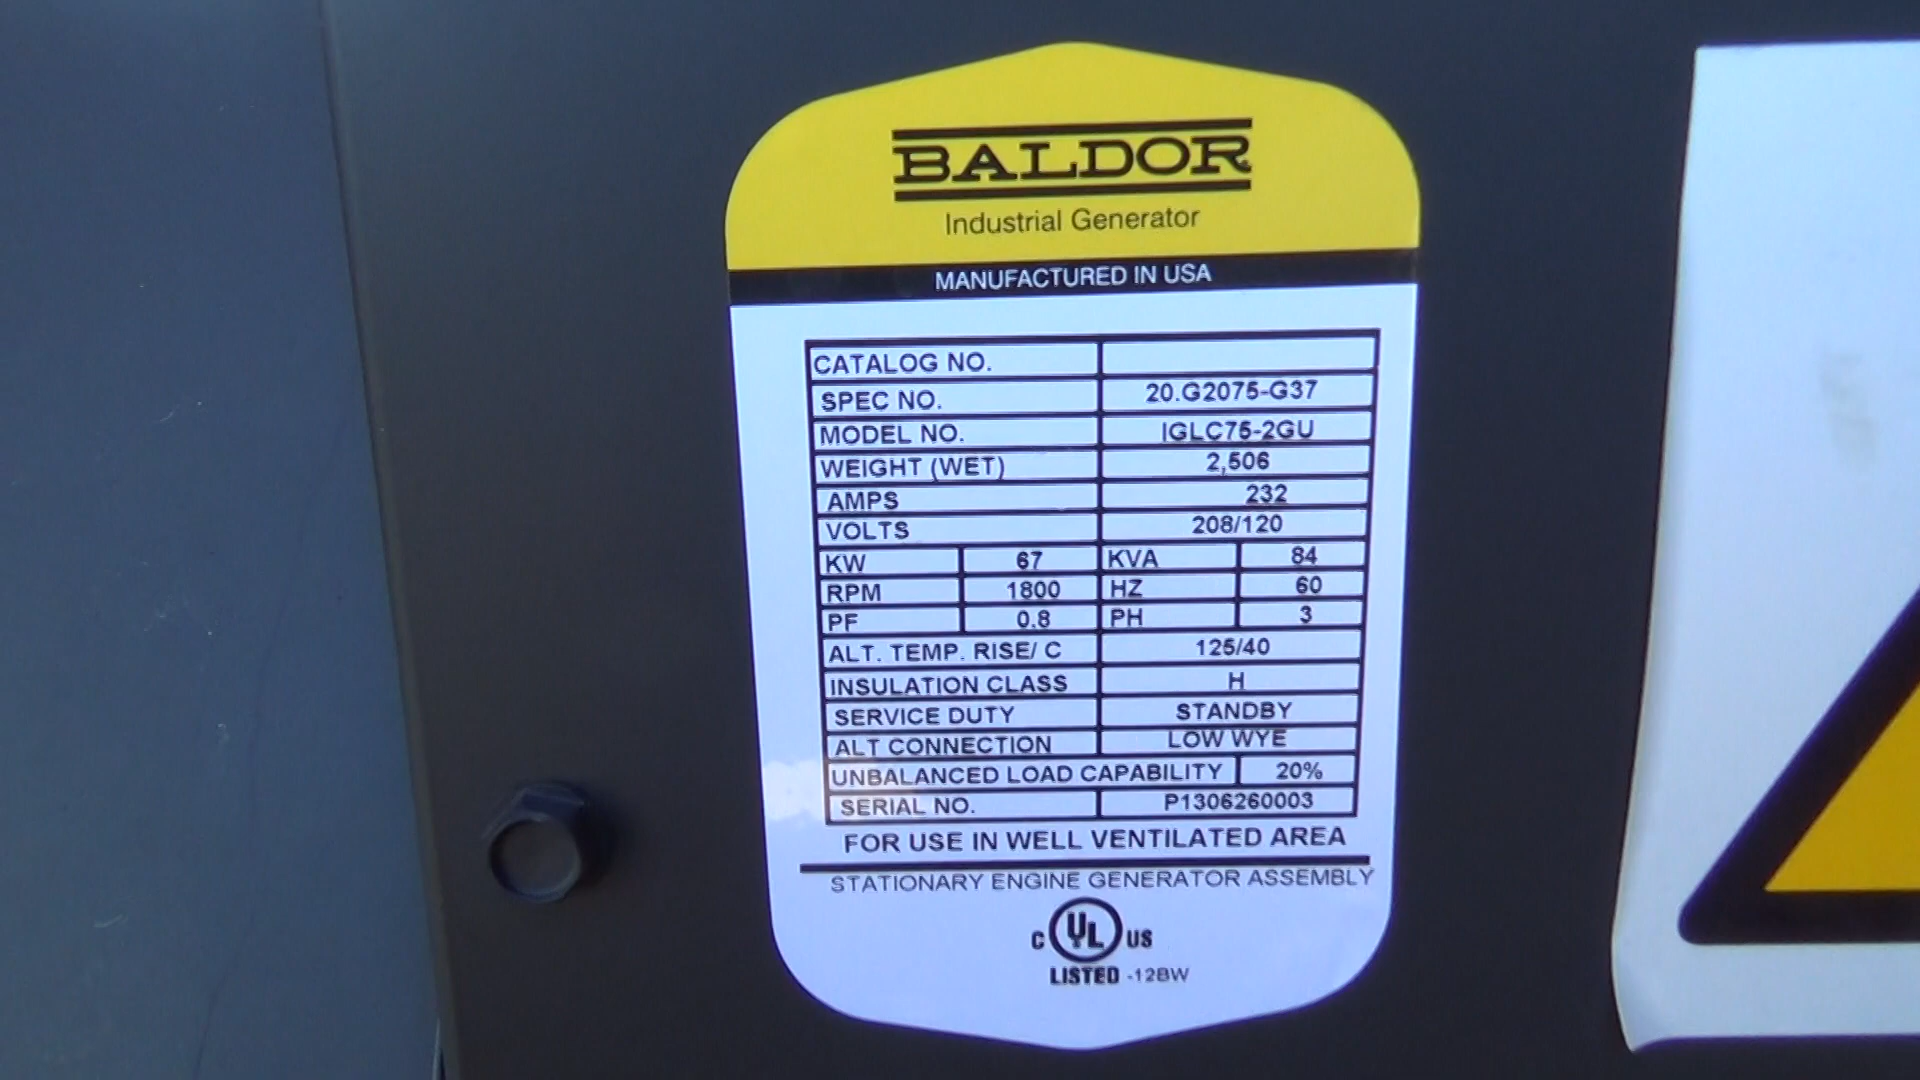 BALDOR
Industrial Generator
MANUFACTURED IN USA
CATALOG NO.
SPEC NO. 20.G2075-G37
MODEL NO. IGLC75-2GU
WEIGHT (WET) 2,506
AMPS 232
VOLTS 208/120
KW 67 KVA 84
RPM 1800 HZ 60
PF 0.8 PH 3
ALT. TEMP. RISE/ C 125/40
INSULATION CLASS H
SERVICE DUTY STANDBY
ALT CONNECTION LOW WYE
UNBALANCED LOAD CAPABILITY 20%
SERIAL NO. P1306260003
FOR USE IN WELL VENTILATED AREA
STATIONARY ENGINE GENERATOR ASSEMBLY
C UL US
LISTED -12BW